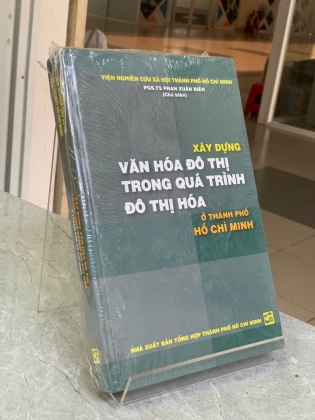 VIỆN NGHIÊN CỨU XÃ HỘI THÀNH PHỐ HỒ CHÍ MINH
PGS.TS PHAN XUÂN BIÊN
(Chủ biên)
XÂY DỰNG
VĂN HÓA ĐÔ THỊ
TRONG QUÁ TRÌNH
ĐÔ THỊ HÓA
Ở THÀNH PHỐ
HỒ CHÍ MINH
NHÀ XUẤT BẢN TỔNG HỢP THÀNH PHỐ HỒ CHÍ MINH